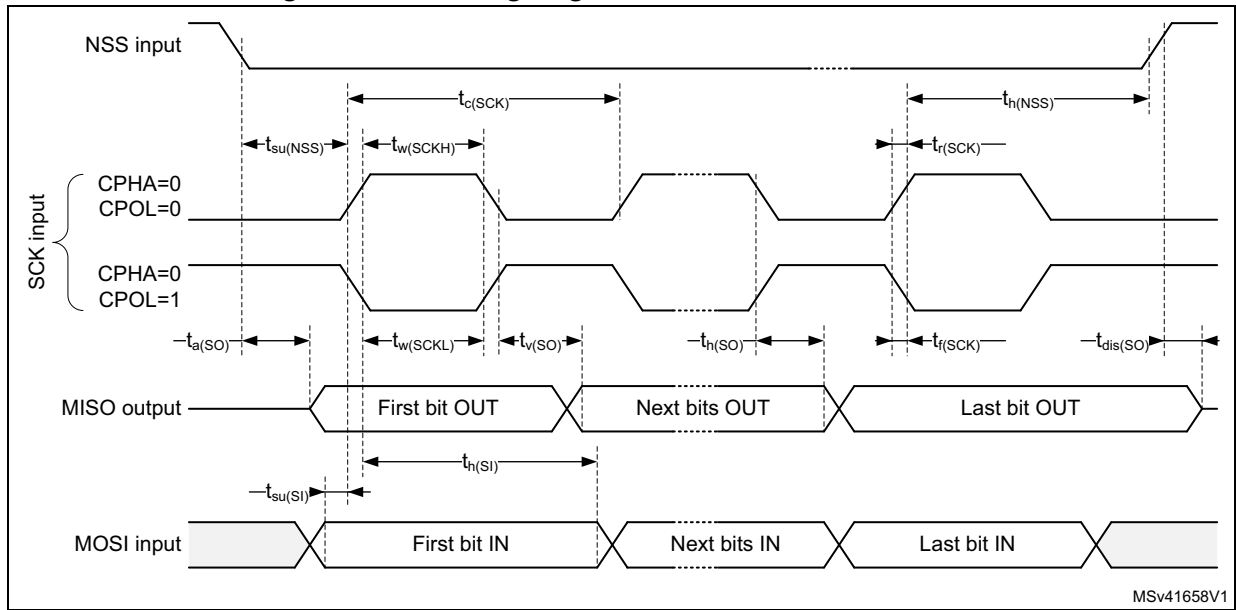 NSS input
tc(SCK)
th(NSS)
tsu(NSS)
tw(SCKH)
tr(SCK)
SCK input
CPHA=0
CPOL=0
CPHA=0
CPOL=1
ta(SO)
tw(SCKL)
tv(SO)
th(SO)
tf(SCK)
tdis(SO)
MISO output
First bit OUT
Next bits OUT
Last bit OUT
th(SI)
tsu(SI)
MOSI input
First bit IN
Next bits IN
Last bit IN
MSv41658V1